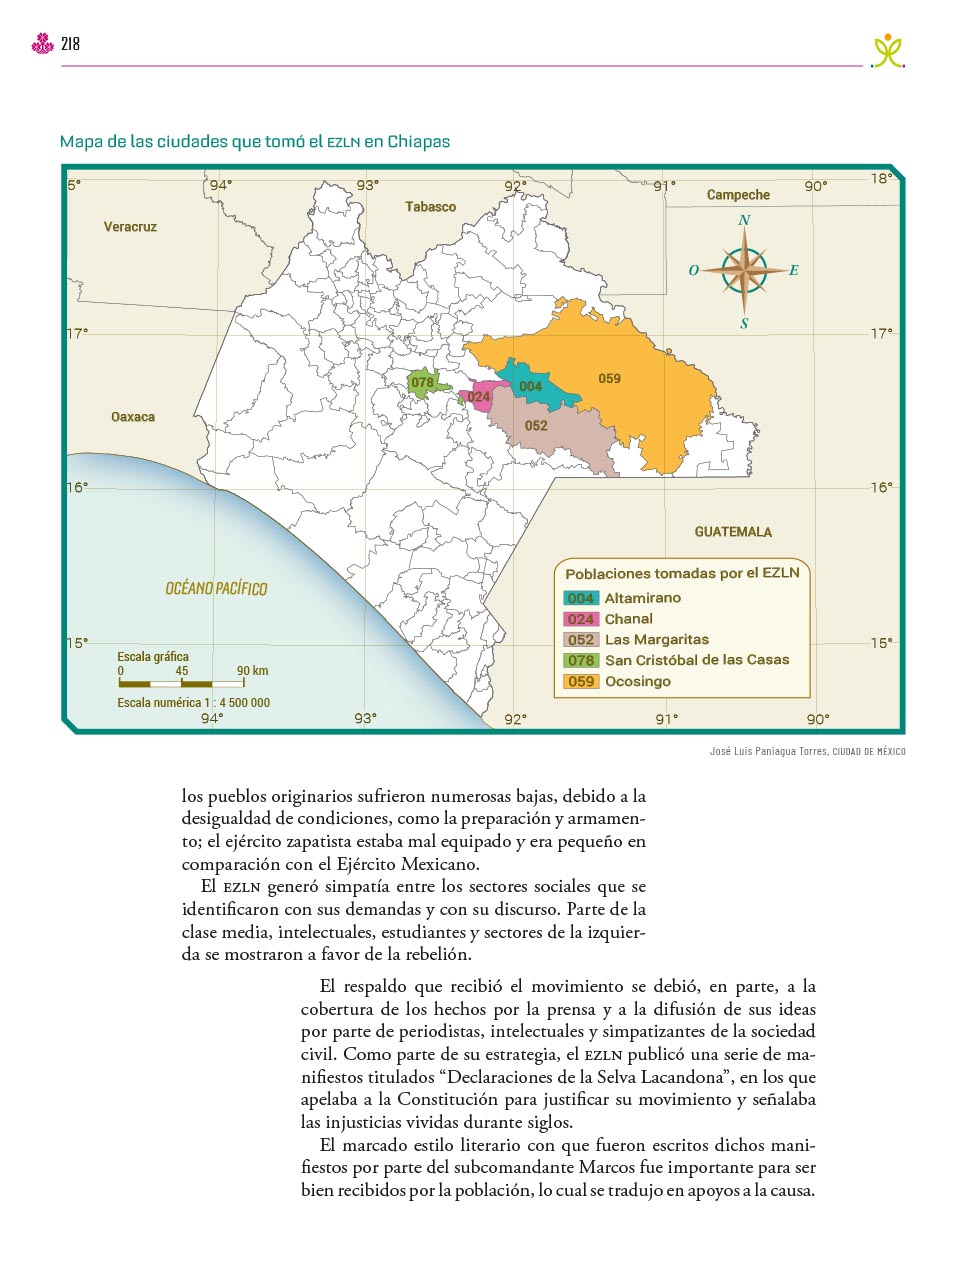 218
Mapa de las ciudades que tomó el EZLN en Chiapas
5° 94° 93° 92° 91° 90° 18°
Campeche
Tabasco
Veracruz
N
O E
S
17° 17°
059
078 004
024
Oaxaca
052
16° 16°
GUATEMALA
OCÉANO PACÍFICO
Poblaciones tomadas por el EZLN
004 Altamirano
024 Chanal
052 Las Margaritas
078 San Cristóbal de las Casas
059 Ocosingo
15° 15°
Escala gráfica
0 45 90 km
Escala numérica 1 : 4 500 000
94° 93° 92° 91° 90°
José Luis Paniagua Torres, CIUDAD DE MÉXICO
los pueblos originarios sufrieron numerosas bajas, debido a la
desigualdad de condiciones, como la preparación y armamen-
to; el ejército zapatista estaba mal equipado y era pequeño en
comparación con el Ejército Mexicano.
El EZLN generó simpatía entre los sectores sociales que se
identificaron con sus demandas y con su discurso. Parte de la
clase media, intelectuales, estudiantes y sectores de la izquier-
da se mostraron a favor de la rebelión.
El respaldo que recibió el movimiento se debió, en parte, a la
cobertura de los hechos por la prensa y a la difusión de sus ideas
por parte de periodistas, intelectuales y simpatizantes de la sociedad
civil. Como parte de su estrategia, el EZLN publicó una serie de ma-
nifiestos titulados “Declaraciones de la Selva Lacandona”, en los que
apelaba a la Constitución para justificar su movimiento y señalaba
las injusticias vividas durante siglos.
El marcado estilo literario con que fueron escritos dichos mani-
fiestos por parte del subcomandante Marcos fue importante para ser
bien recibidos por la población, lo cual se tradujo en apoyos a la causa.